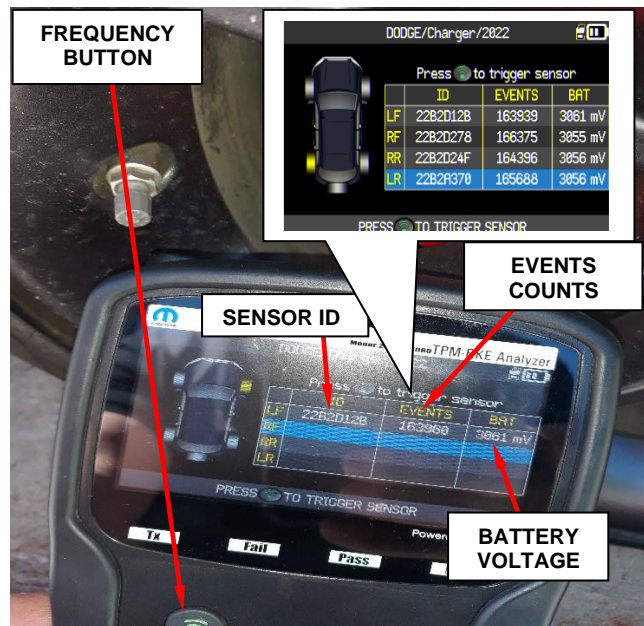 FREQUENCY
BUTTON
DODGE/Charger/2022
Press to trigger sensor
ID EVENTS BAT
LF 22B2D12B 163939 3061 mV
RF 22B2D278 166375 3055 mV
RR 22B2D24F 164396 3056 mV
LR 22B2A370 165688 3056 mV
PRESS TO TRIGGER SENSOR
EVENTS
COUNTS
SENSOR ID
TPM-RKE Analyzer
Press to trigger sensor
ID EVENTS BAT
LF 22B2D12B 163960 3061 mV
RF
RR
LR
PRESS TO TRIGGER SENSOR
Tx Fail Pass
Power
BATTERY
VOLTAGE